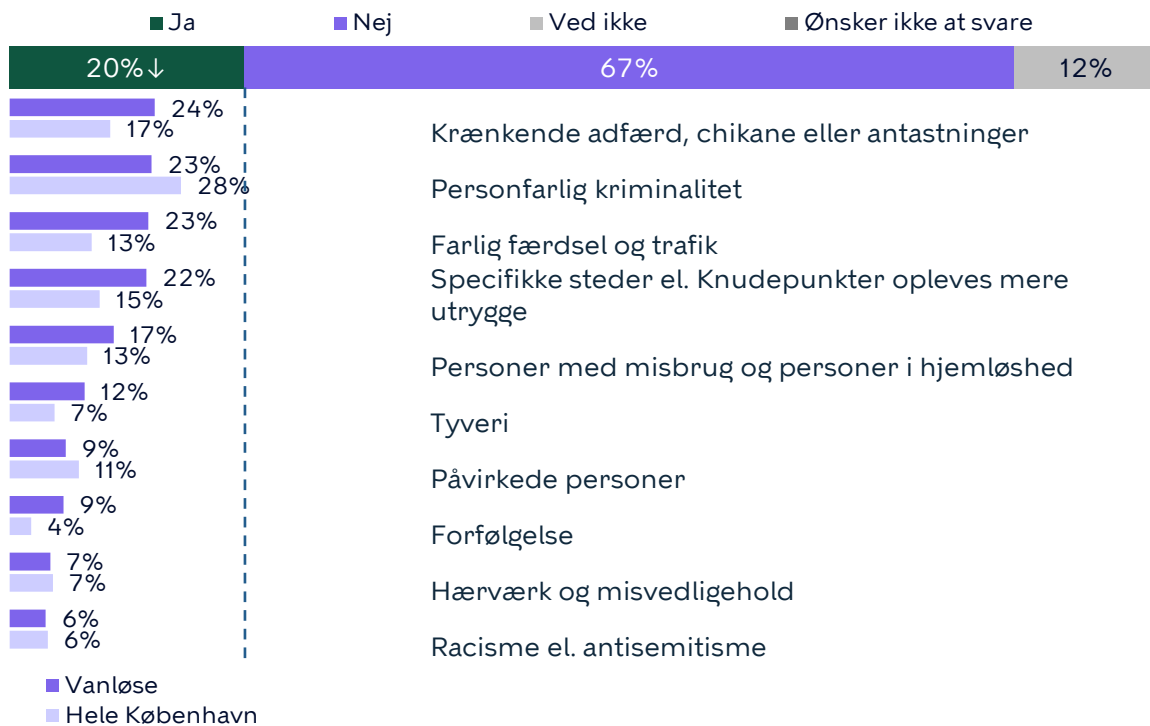 Ja Nej Ved ikke Ønsker ikke at svare
20%↓ 67% 12%
24%
17%
Krænkende adfærd, chikane eller antastninger
23%
28%
Personfarlig kriminalitet
23%
13%
Farlig færdsel og trafik
22%
15%
Specifikke steder el. Knudepunkter opleves mere
utrygge
17%
13%
Personer med misbrug og personer i hjemløshed
12%
7%
Tyveri
9%
11%
Påvirkede personer
9%
4%
Forfølgelse
7%
7%
Hærværk og misvedligehold
6%
6%
Racisme el. antisemitisme
Vanløse
Hele København